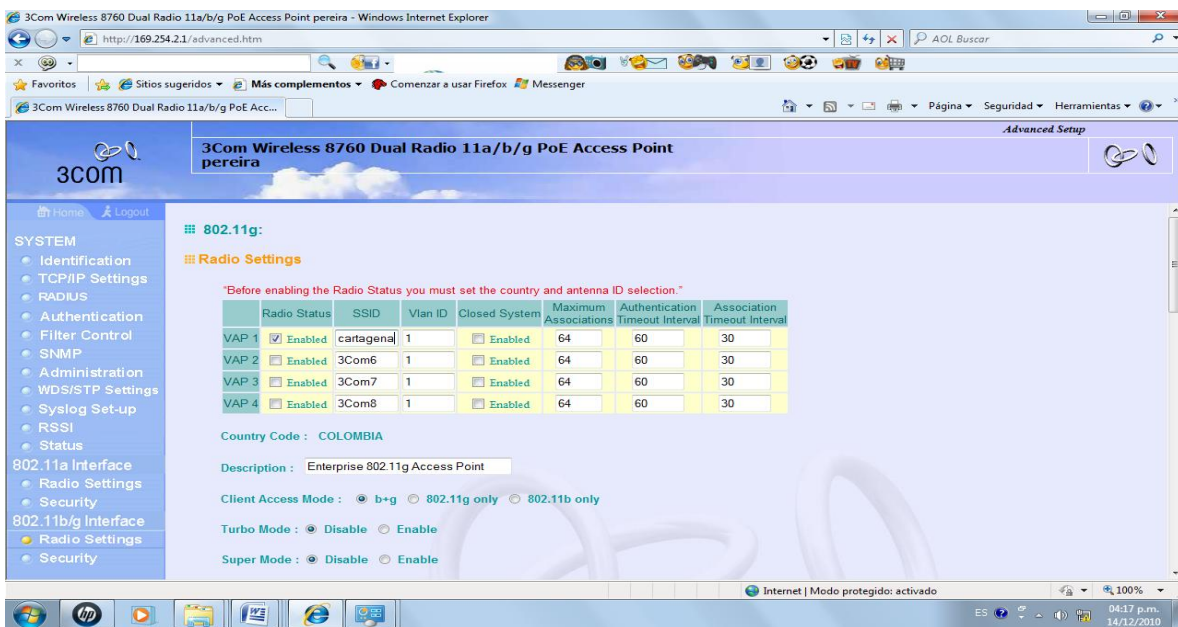 3Com Wireless 8760 Dual Radio 11a/b/g PoE Access Point pereira - Windows Internet Explorer
http://169.254.2.1/advanced.htm
AOL Buscar
Favoritos Sitios sugeridos Más complementos Comenzar a usar Firefox Messenger
3Com Wireless 8760 Dual Radio 11a/b/g PoE Acc...
Página Seguridad Herramientas
Advanced Setup
3COM
3Com Wireless 8760 Dual Radio 11a/b/g PoE Access Point
pereira
Home Logout
SYSTEM
Identification
TCP/IP Settings
RADIUS
Authentication
Filter Control
SNMP
Administration
WDS/STP Settings
Syslog Set-up
RSSI
Status
802.11a Interface
Radio Settings
Security
802.11b/g Interface
Radio Settings
Security
802.11g:
Radio Settings
"Before enabling the Radio Status you must set the country and antenna ID selection."
Radio Status SSID Vlan ID Closed System Maximum Associations Authentication Timeout Interval Association Timeout Interval
VAP 1 Enabled cartagena 1 Enabled 64 60 30
VAP 2 Enabled 3Com6 1 Enabled 64 60 30
VAP 3 Enabled 3Com7 1 Enabled 64 60 30
VAP 4 Enabled 3Com8 1 Enabled 64 60 30
Country Code : COLOMBIA
Description : Enterprise 802.11g Access Point
Client Access Mode : b+g 802.11g only 802.11b only
Turbo Mode : Disable Enable
Super Mode : Disable Enable
Internet | Modo protegido: activado
100%
ES
04:17 p.m.
14/12/2010